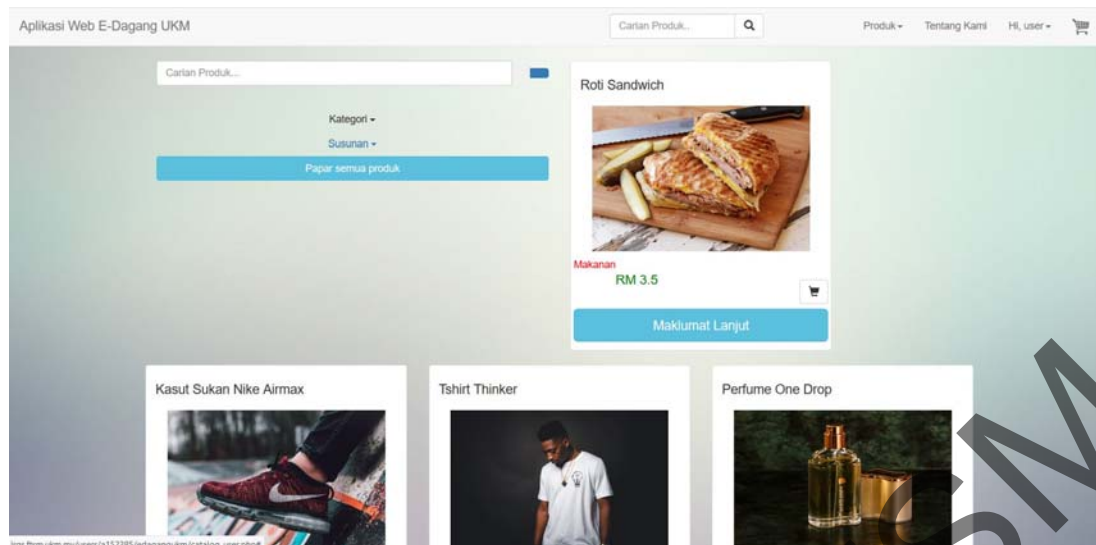 Aplikasi Web E-Dagang UKM
Carian Produk..
Produk
Tentang Kami
Hi, user
Carian Produk...
Kategori
Susunan
Papar semua produk
Roti Sandwich
Makanan
RM 3.5
Maklumat Lanjut
Kasut Sukan Nike Airmax
Tshirt Thinker
Perfume One Drop